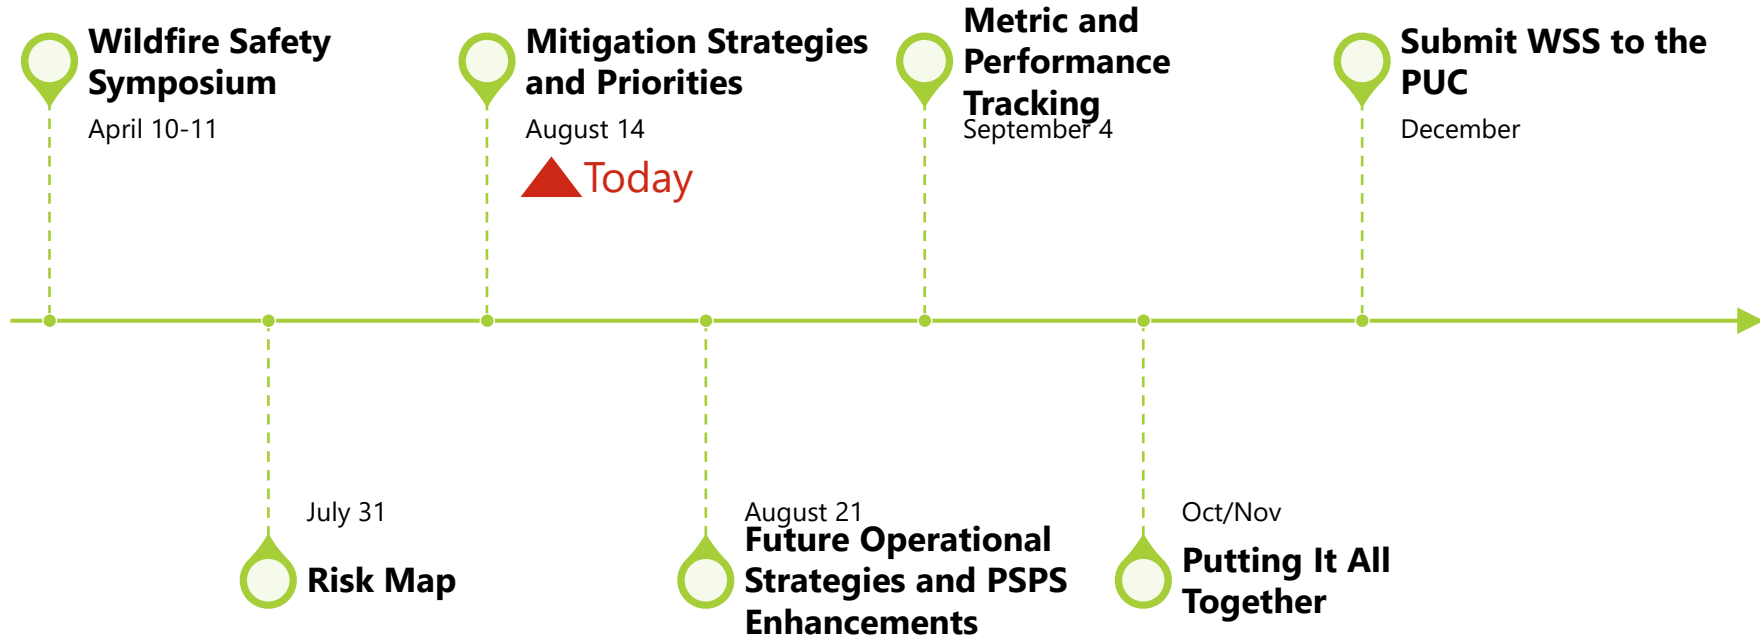 Wildfire Safety
Symposium
April 10-11
Mitigation Strategies
and Priorities
August 14
Today
Metric and
Performance
Tracking
September 4
Submit WSS to the
PUC
December
July 31
Risk Map
August 21
Future Operational
Strategies and PSPS
Enhancements
Oct/Nov
Putting It All
Together